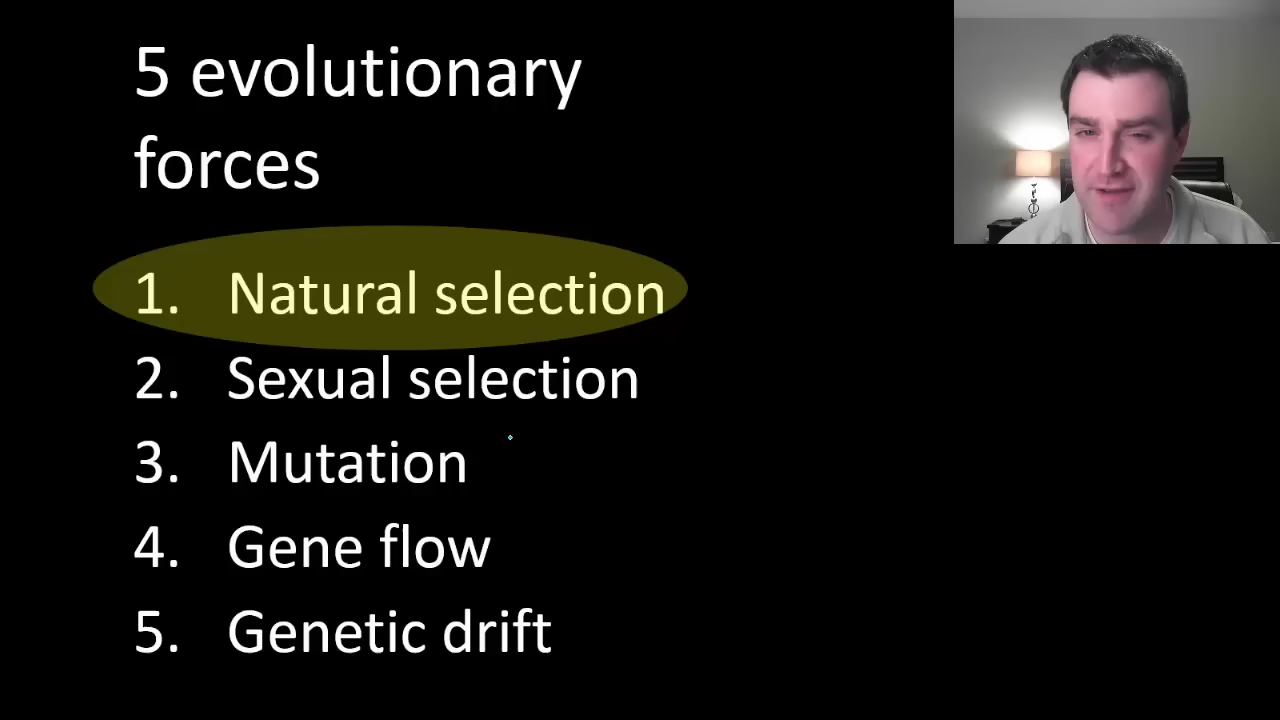 5 evolutionary
forces
1. Natural selection
2. Sexual selection
3. Mutation
4. Gene flow
5. Genetic drift